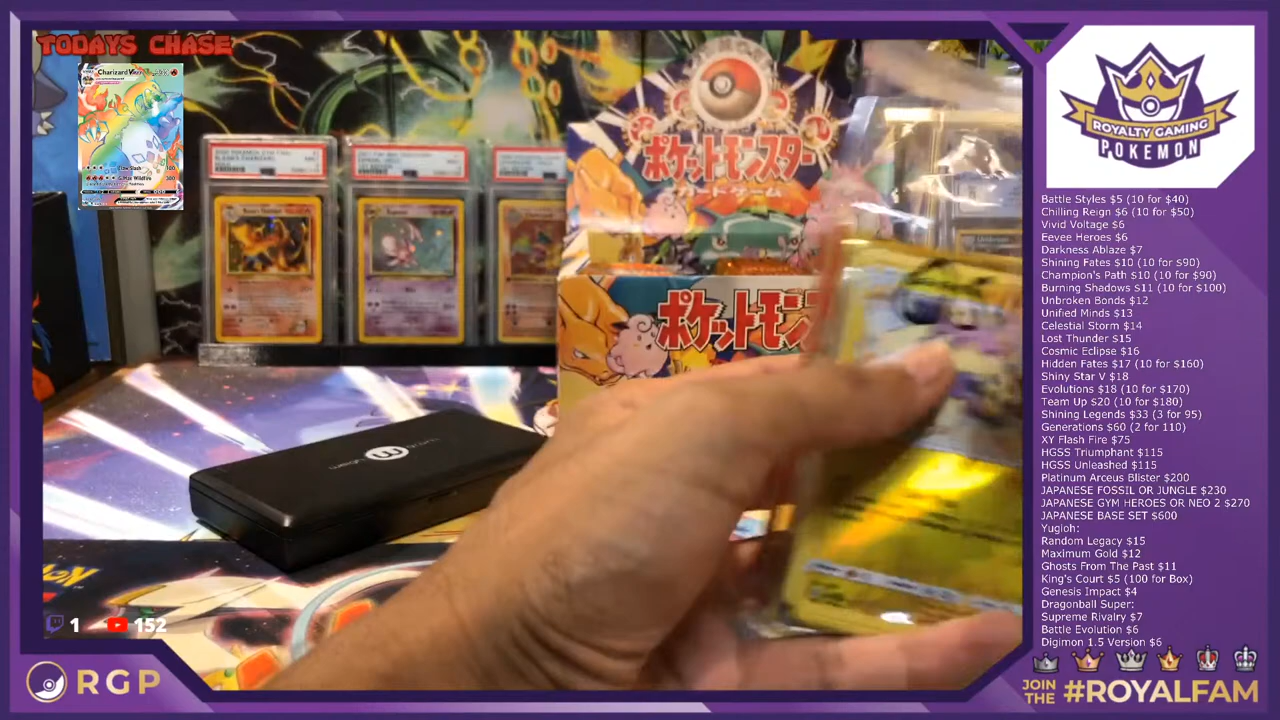 TODAYS CHASE
Charizard
G-Max Wildfire 300
ポケットモンスター
カードゲーム
ポケットモン
1
152
RGP
ROYALTY GAMING
POKEMON
Battle Styles $5 (10 for $40)
Chilling Reign $6 (10 for $50)
Vivid Voltage $6
Eevee Heroes $6
Darkness Ablaze $7
Shining Fates $10 (10 for $90)
Champion's Path $10 (10 for $90)
Burning Shadows $11 (10 for $100)
Unbroken Bonds $12
Unified Minds $13
Celestial Storm $14
Lost Thunder $15
Cosmic Eclipse $16
Hidden Fates $17 (10 for $160)
Shiny Star V $18
Evolutions $18 (10 for $170)
Team Up $20 (10 for $180)
Shining Legends $33 (3 for 95)
Generations $60 (2 for 110)
XY Flash Fire $75
HGSS Triumphant $115
HGSS Unleashed $115
Platinum Arceus Blister $200
JAPANESE FOSSIL OR JUNGLE $230
JAPANESE GYM HEROES OR NEO 2 $270
JAPANESE BASE SET $600
Yugioh:
Random Legacy $15
Maximum Gold $12
Ghosts From The Past $11
King's Court $5 (100 for Box)
Genesis Impact $4
Dragonball Super:
Supreme Rivalry $7
Battle Evolution $6
Digimon 1.5 Version $6
JOIN THE #ROYALFAM